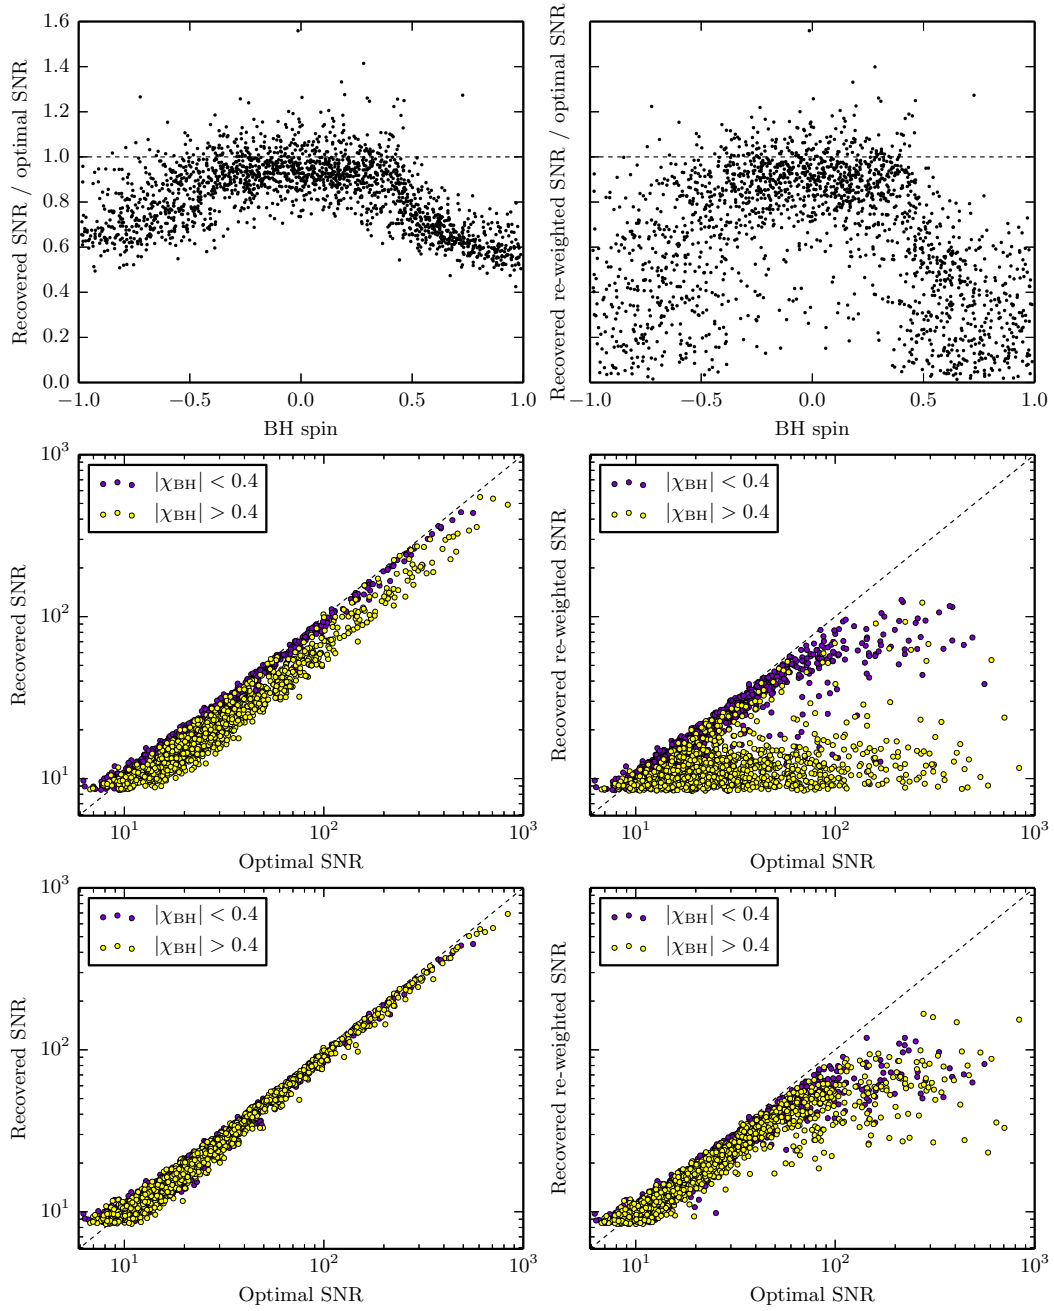 1.6
1.4
1.2
1.0
0.8
0.6
0.4
0.2
0.0
−1.0 −0.5 0.0 0.5 1.0
BH spin
Recovered SNR / optimal SNR
−1.0 −0.5 0.0 0.5 1.0
BH spin
Recovered re-weighted SNR / optimal SNR
10³
10²
10¹
|χBH| < 0.4
|χBH| > 0.4
10¹ 10² 10³
Optimal SNR
Recovered SNR
|χBH| < 0.4
|χBH| > 0.4
10³
10²
10¹
10¹ 10² 10³
Optimal SNR
Recovered re-weighted SNR
10³
10²
10¹
|χBH| < 0.4
|χBH| > 0.4
10¹ 10² 10³
Optimal SNR
Recovered SNR
|χBH| < 0.4
|χBH| > 0.4
10³
10²
10¹
10¹ 10² 10³
Optimal SNR
Recovered re-weighted SNR